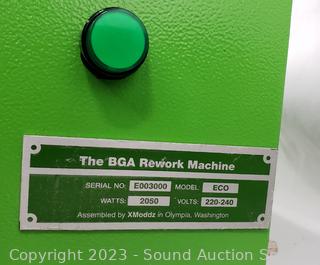 The BGA Rework Machine
SERIAL NO: E003000 MODEL: ECO
WATTS: 2050 VOLTS: 220-240
Assembled by XModdz in Olympia, Washington
Copyright 2023 - Sound Auction S